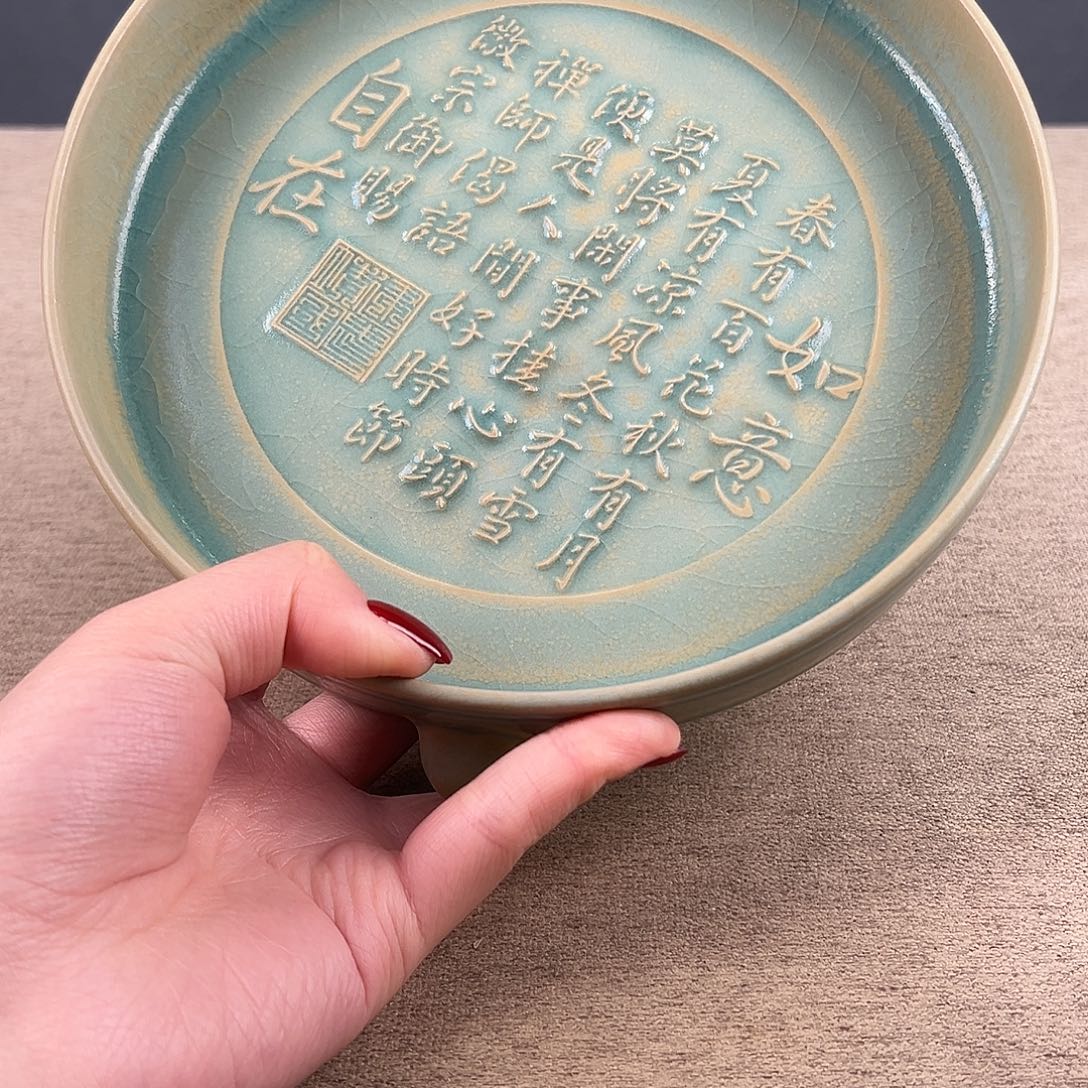 如意
春有百花秋有月
夏有凉風冬有雪
莫將閑事挂心頭
便是人間好時節
禪師偈語
徽宗御賜
自在